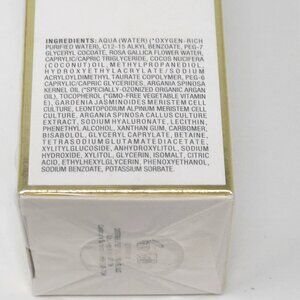 INGREDIENTS: AQUA (WATER) (*OXYGEN-RICH
PURIFIED WATER), C12-15 ALKYL BENZOATE, PEG-7
GLYCERYL COCOATE, ROSA GALLICA FLOWER WATER,
CAPRYLIC/CAPRIC TRIGLYCERIDE, COCOS NUCIFERA
(COCONUT) OIL, METHYLPROPANEDIOL,
HYDROXYETHYLACRYLATE/SODIUM
ACRYLOYLDIMETHYL TAURATE COPOLYMER, PEG-6
CAPRYLIC/CAPRIC GLYCERIDES, ARGANIA SPINOSA
KERNEL OIL (*SPECIALLY-OZONIZED ORGANIC ARGAN
OIL), TOCOPHEROL (*GMO-FREE VEGETABLE VITAMIN
E), GARDENIA JASMINOIDES MERISTEM CELL
CULTURE, LEONTOPODIUM ALPINUM MERISTEM CELL
CULTURE, ARGANIA SPINOSA CALLUS CULTURE
EXTRACT, SODIUM HYALURONATE, LECITHIN,
PHENETHYL ALCOHOL, XANTHAN GUM, CARBOMER,
BISABOLOL, GLYCERYL CAPRYLATE, BETAINE,
TETRASODIUM GLUTAMATE DIACETATE,
XYLITYLGLUCOSIDE, ANHYDROXYLITOL, SODIUM
HYDROXIDE, XYLITOL, GLYCERIN, ISOMALT, CITRIC
ACID, ETHYLHEXYLGLYCERIN, PHENOXYETHANOL,
SODIUM BENZOATE, POTASSIUM SORBATE